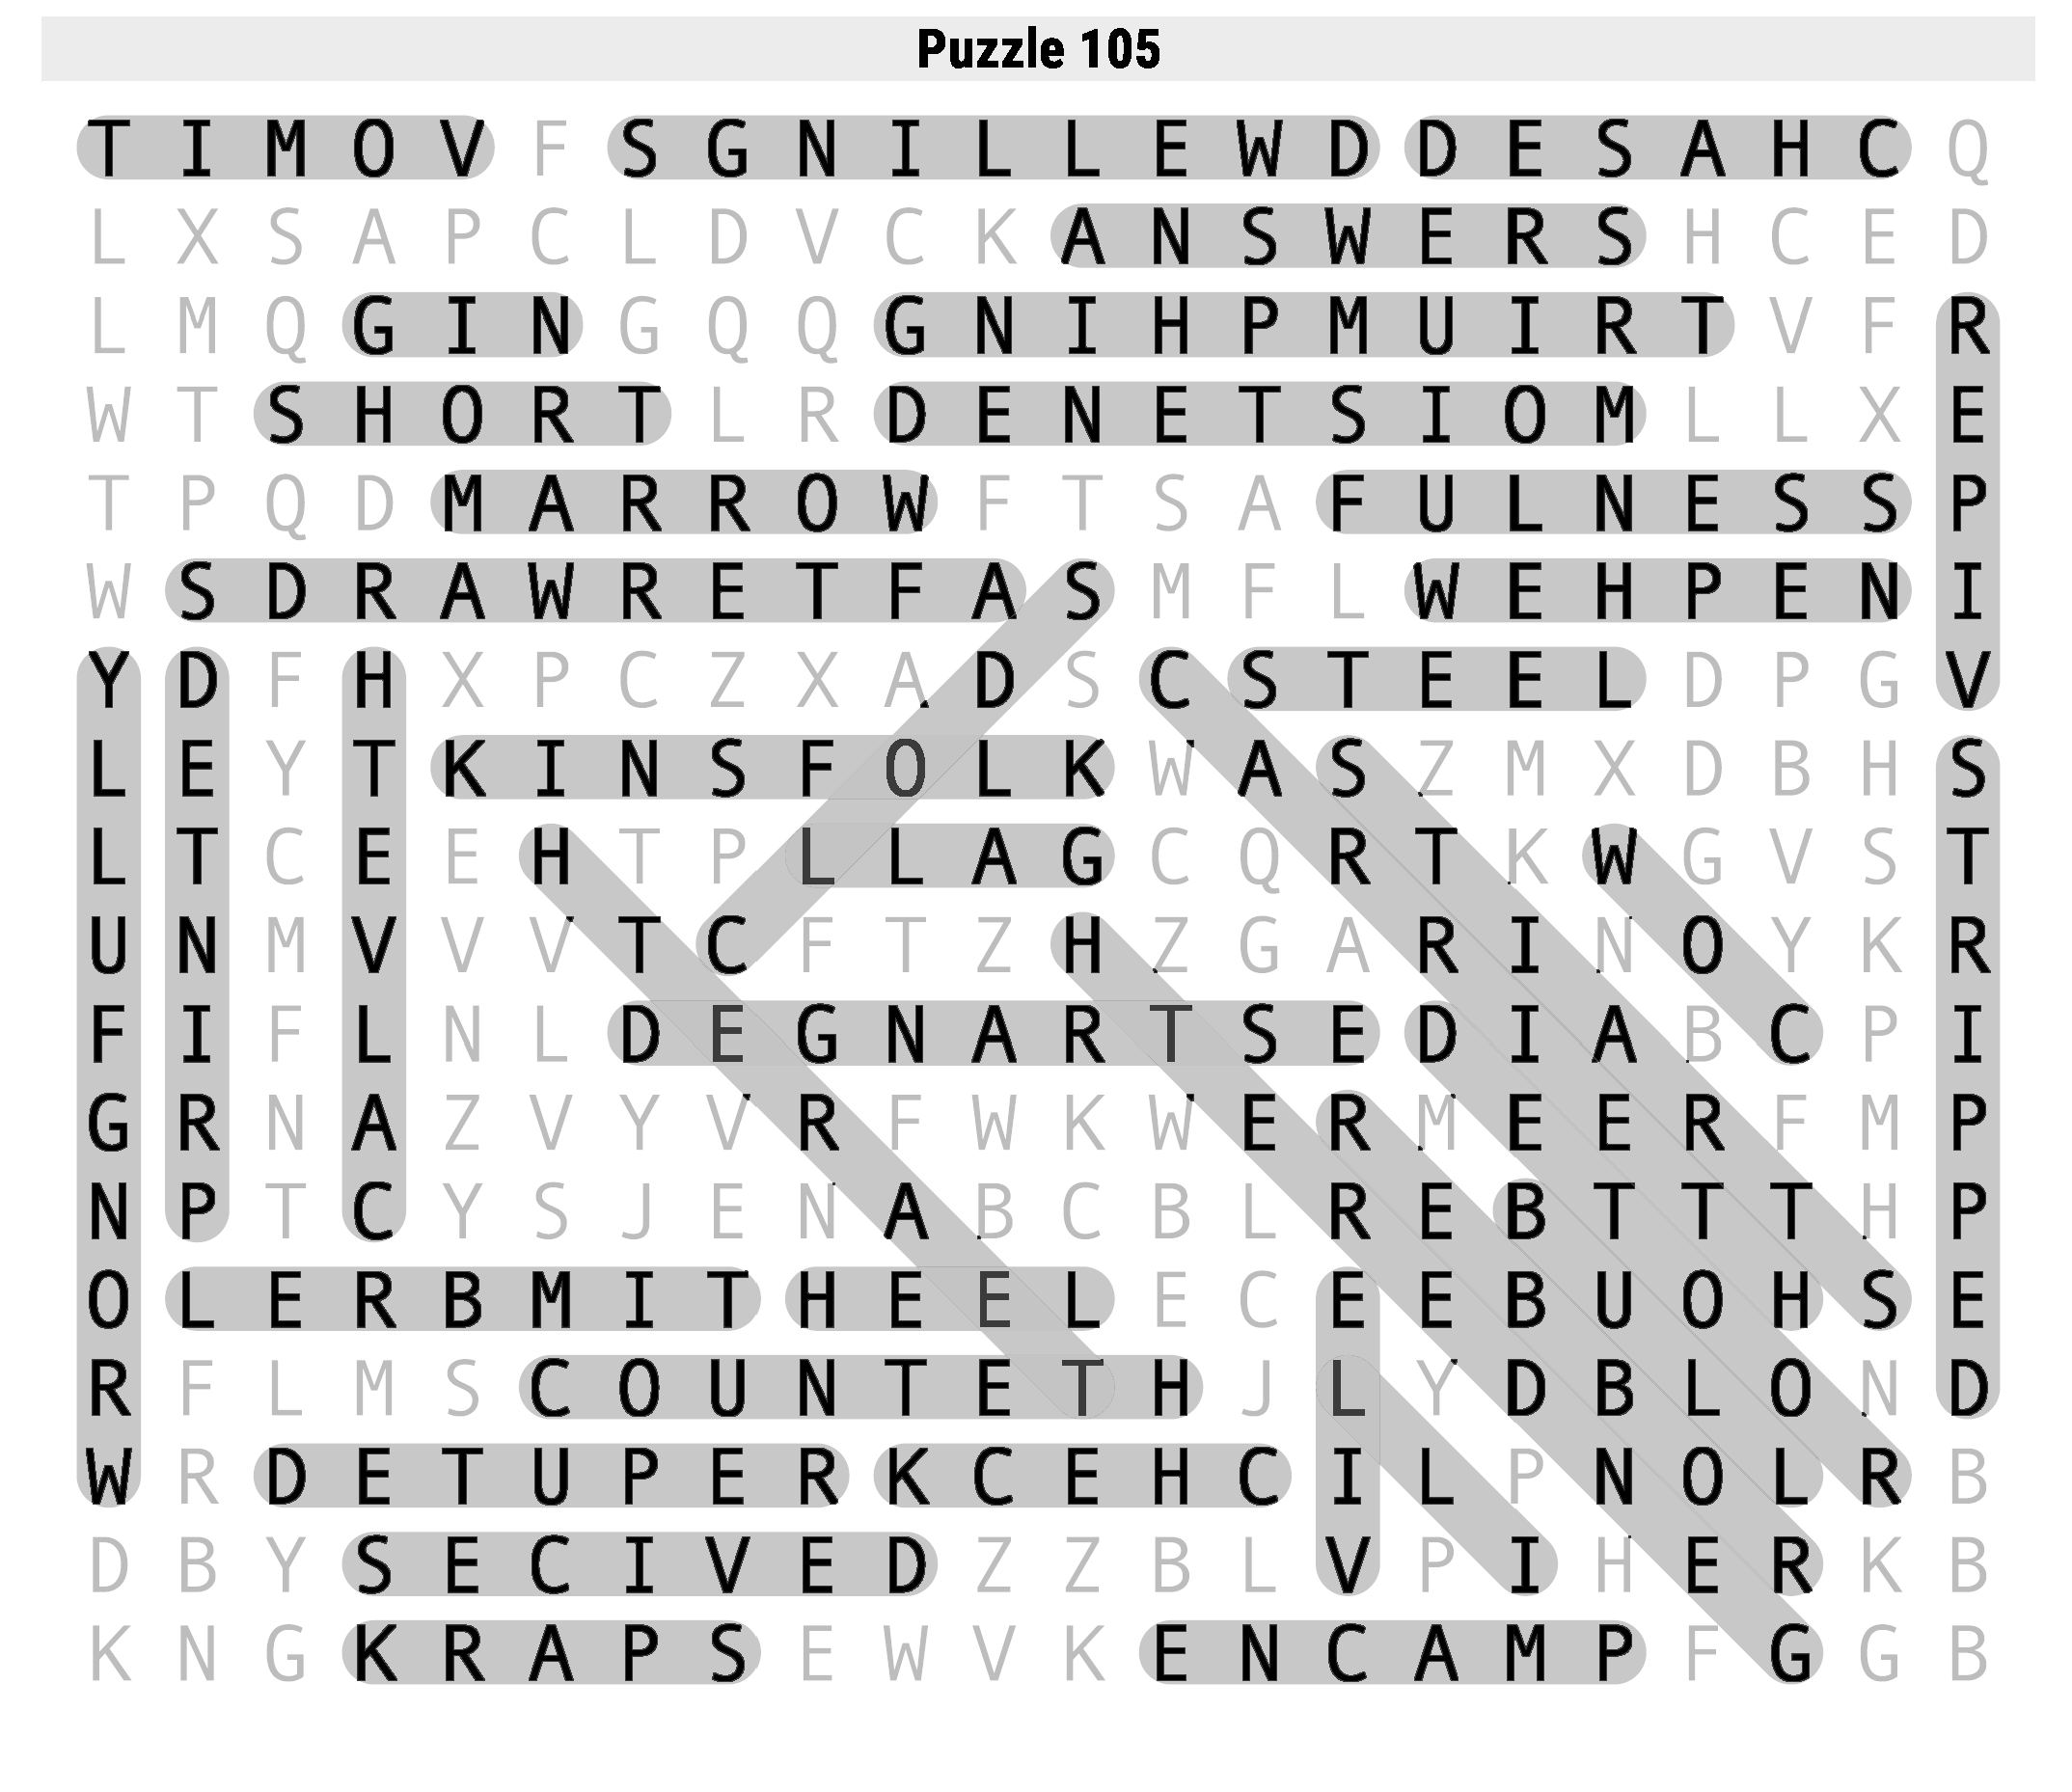 Puzzle 105
T I M O V F S G N I L L E W D D E S A H C Q
L X S A P C L D V C K A N S W E R S H C E D
L M Q G I N G Q Q G N I H P M U I R T V F R
W T S H O R T L R D E N E T S I O M L L X E
T P Q D M A R R O W F T S A F U L N E S S P
W S D R A W R E T F A S M F L W E H P E N I
Y D F H X P C Z X A D S C S T E E L D P G V
L E Y T K I N S F O L K W A S Z M X D B H S
L T C E E H T P L L A G C Q R T K W G V S T
U N M V V V T C F T Z H Z G A R I N O Y K R
F I F L N L D E G N A R T S E D I A B C P I
G R N A Z V Y V R F W K W E R M E E R F M P
N P T C Y S J E N A B C B L R E B T T T H P
O L E R B M I T H E E L E C E E B U O H S E
R F L M S C O U N T E T H J L Y D B L O N D
W R D E T U P E R K C E H C I L P N O L R B
D B Y S E C I V E D Z Z B L V P I H E R K B
K N G K R A P S E W V K E N C A M P F G G B